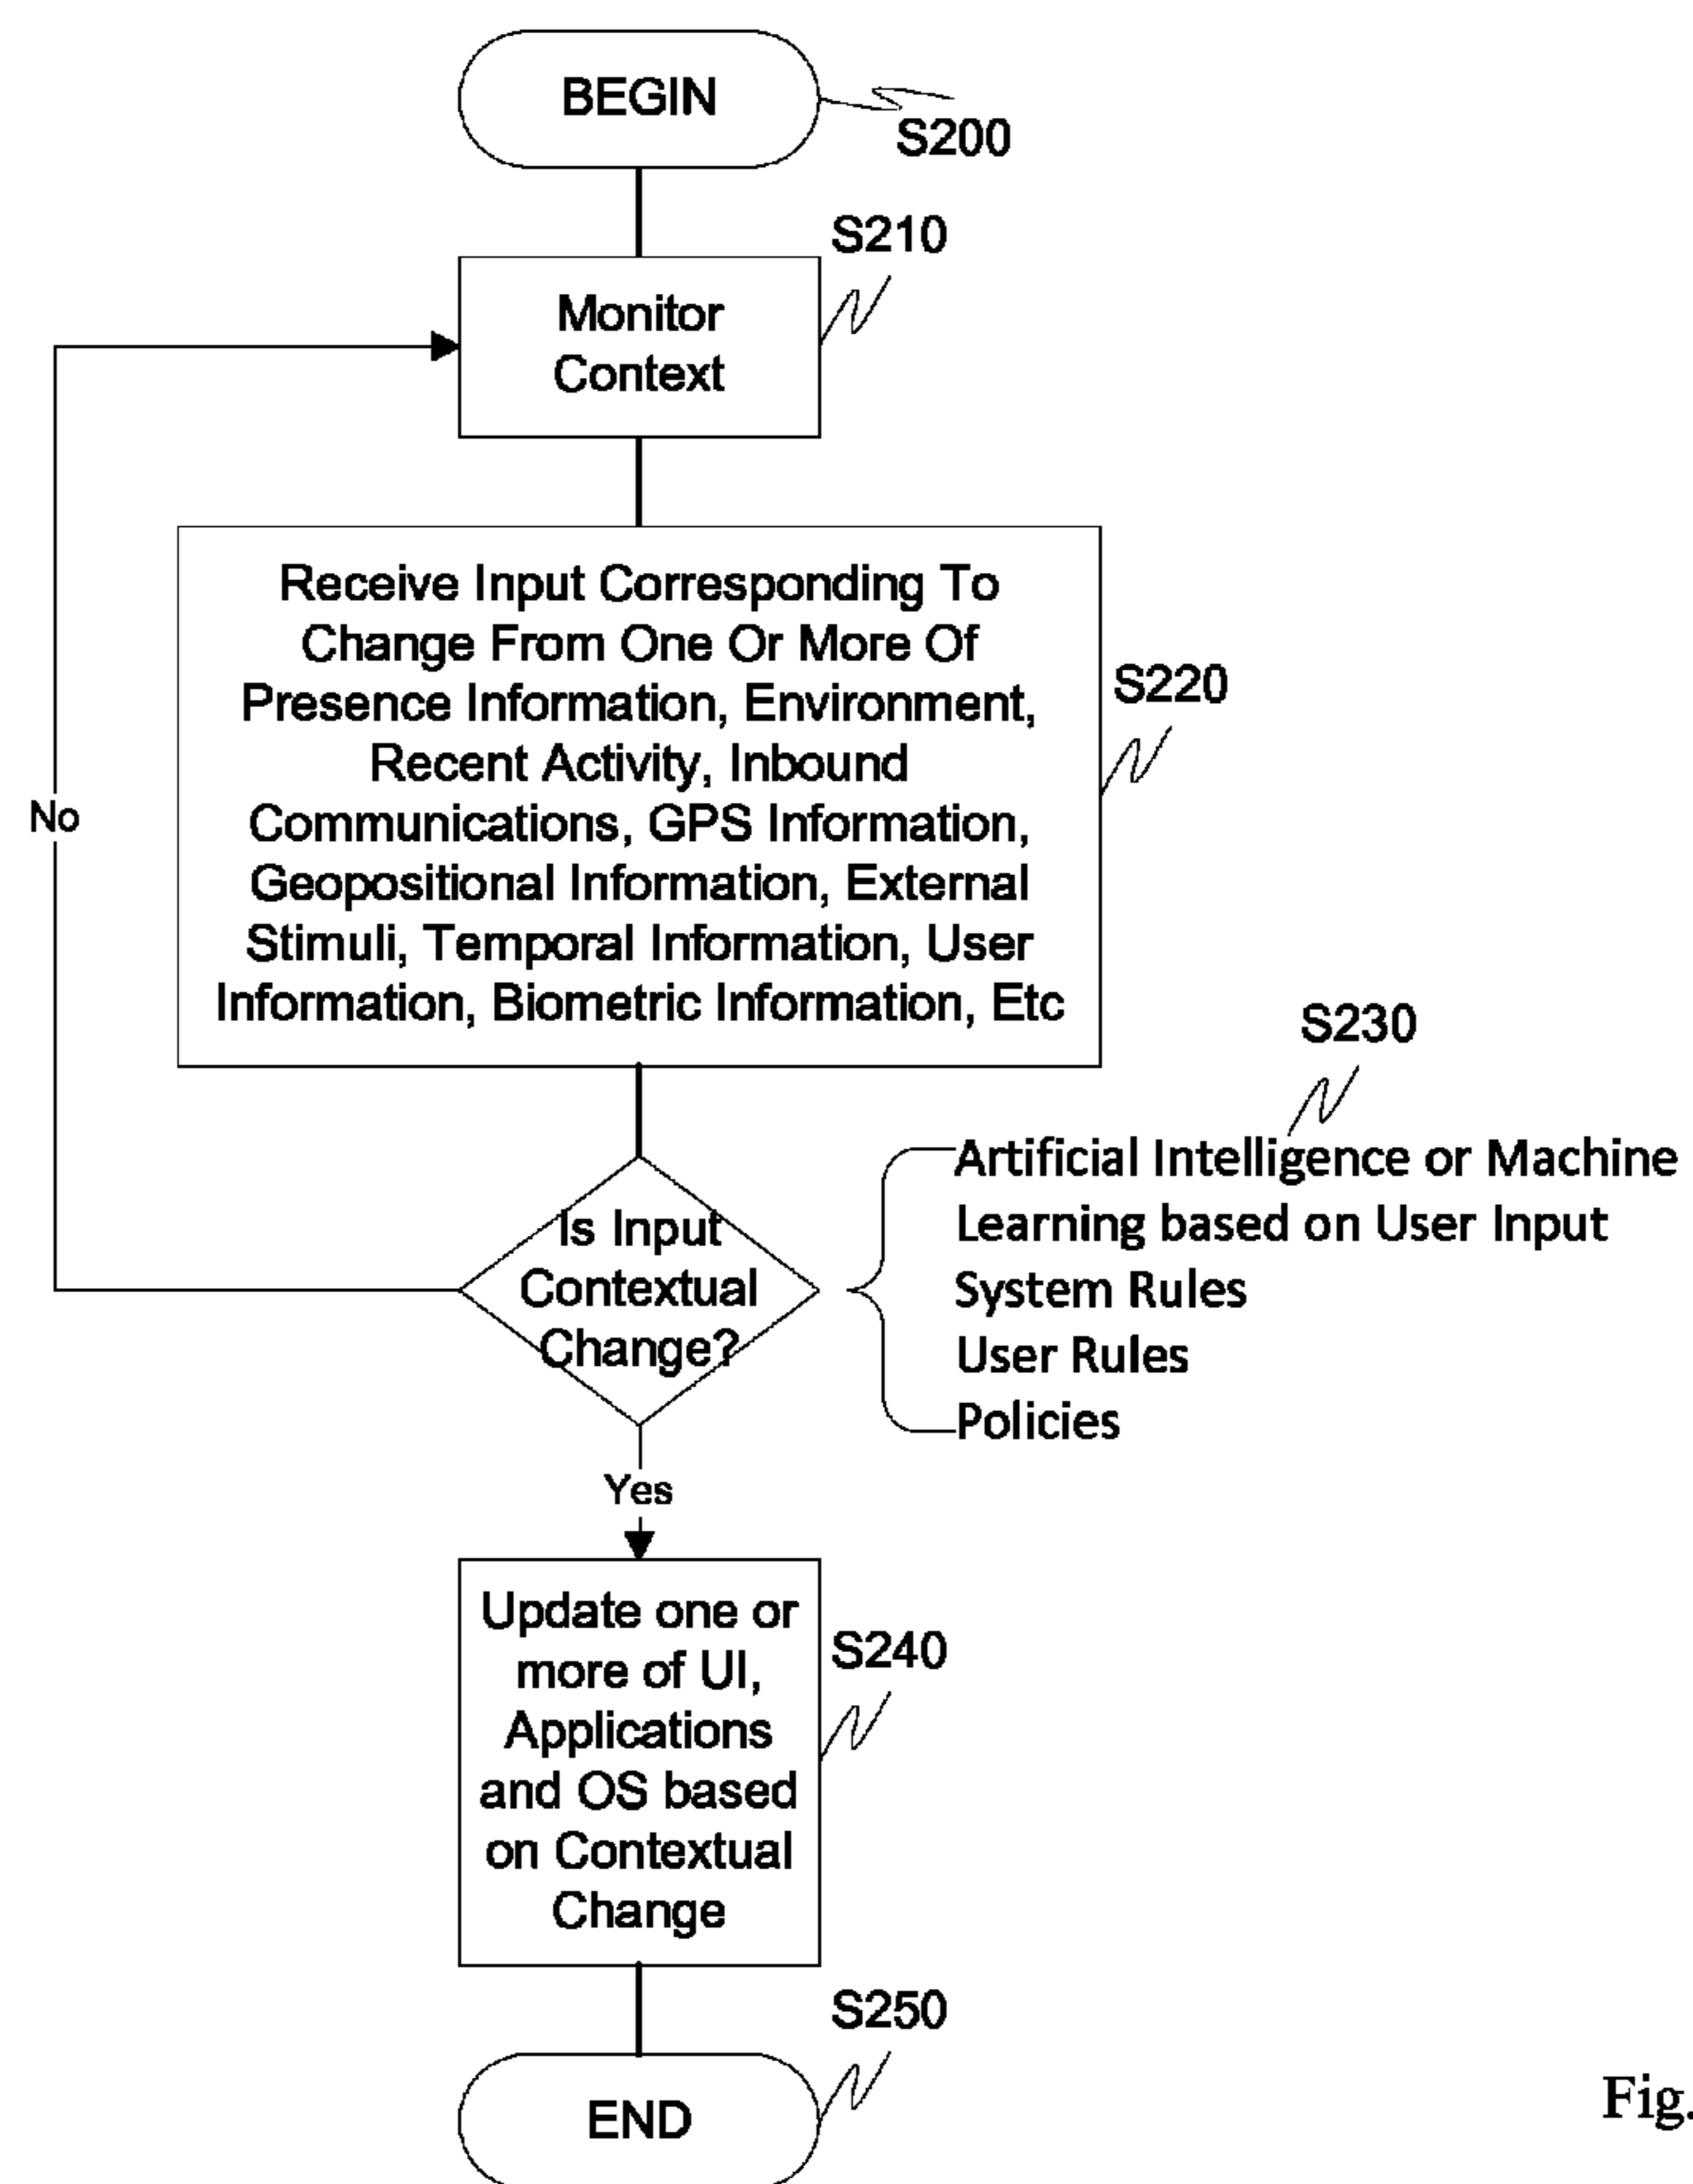 BEGIN
S200
S210
Monitor
Context
Receive Input Corresponding To
Change From One Or More Of
Presence Information, Environment,
Recent Activity, Inbound
Communications, GPS Information,
Geopositional Information, External
Stimuli, Temporal Information, User
Information, Biometric Information, Etc
S220
No
S230
Is Input
Contextual
Change?
Artificial Intelligence or Machine
Learning based on User Input
System Rules
User Rules
Policies
Yes
Update one or
more of UI,
Applications
and OS based
on Contextual
Change
S240
S250
END
Fig.